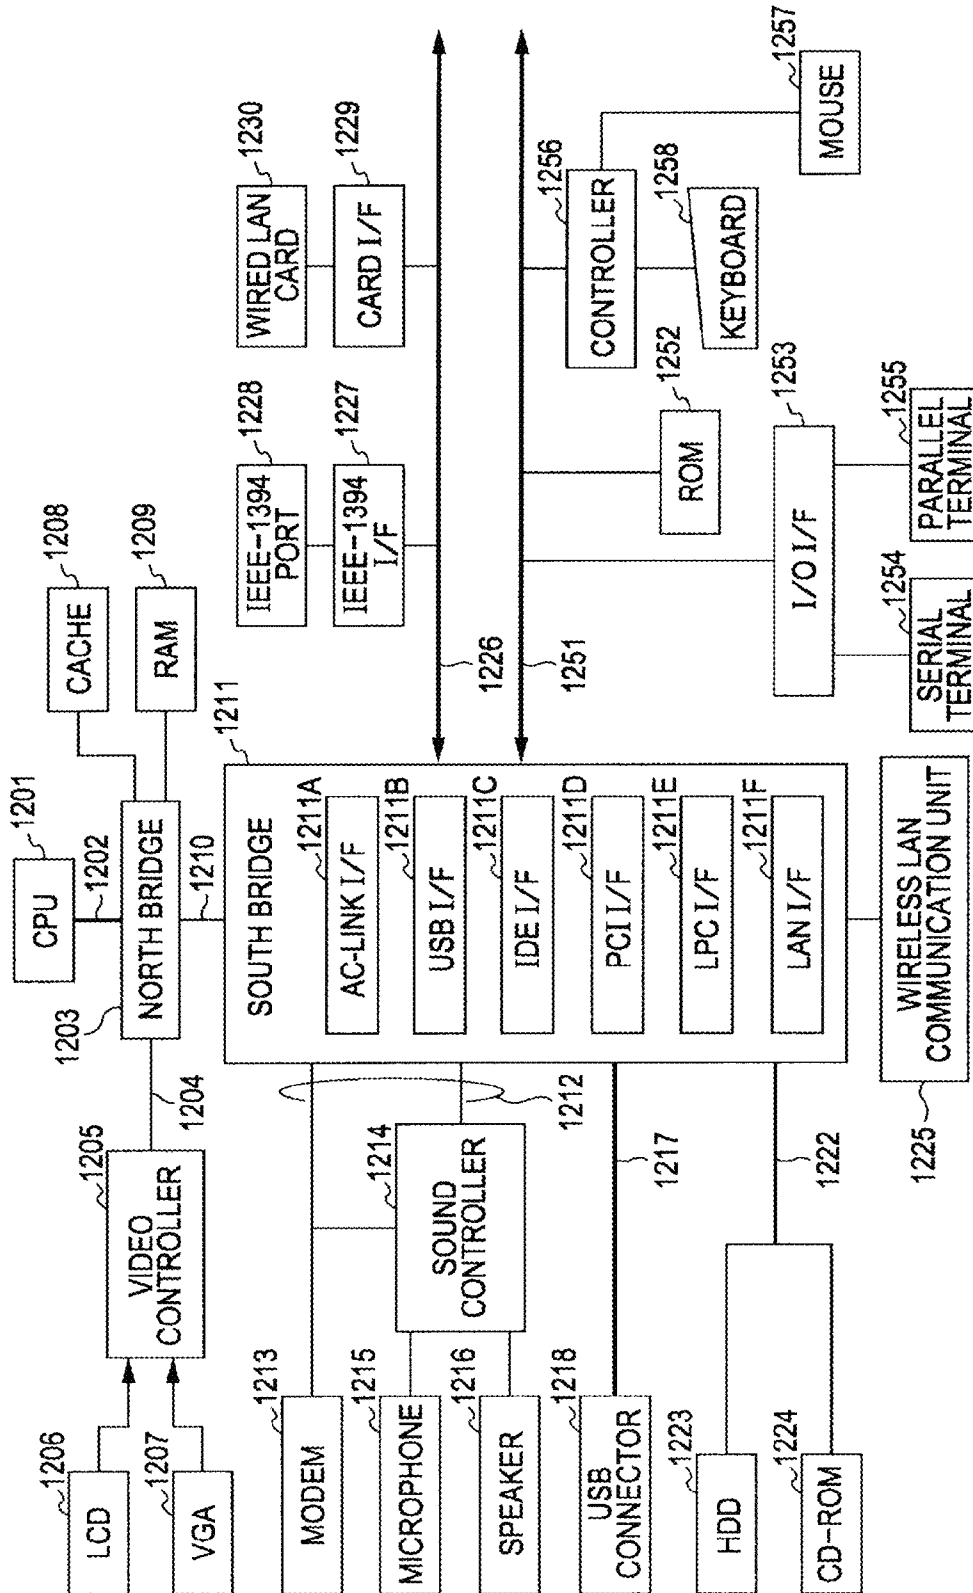 CPU
1201
1202
NORTH BRIDGE
1203
CACHE
1208
RAM
1209
1204
VIDEO
CONTROLLER
1205
LCD
1206
VGA
1207
1210
1211
SOUTH BRIDGE
1211A
AC-LINK I/F
1211B
USB I/F
1211C
IDE I/F
1211D
PCI I/F
1211E
LPC I/F
1211F
LAN I/F
1212
MODEM
1213
SOUND
CONTROLLER
1214
MICROPHONE
1215
SPEAKER
1216
1217
USB
CONNECTOR
1218
1222
HDD
1223
CD-ROM
1224
WIRELESS LAN
COMMUNICATION UNIT
1225
1226
IEEE-1394
PORT
1228
IEEE-1394
I/F
1227
WIRED LAN
CARD
1230
CARD I/F
1229
1251
ROM
1252
I/O I/F
1253
SERIAL
TERMINAL
1254
PARALLEL
TERMINAL
1255
CONTROLLER
1256
KEYBOARD
1258
MOUSE
1257